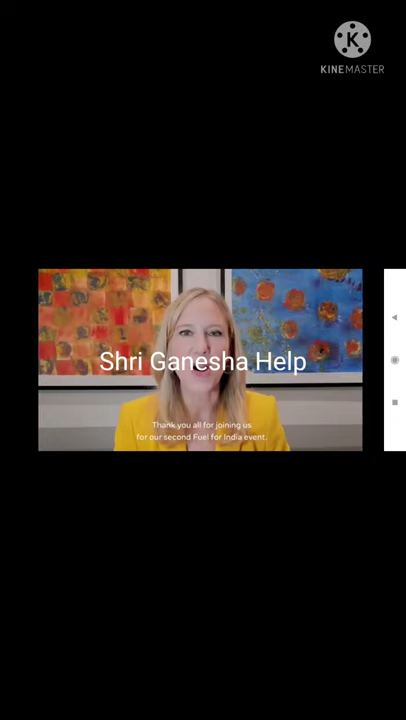 KINEMASTER
Shri Ganesha Help
Thank you all for joining us
for our second Fuel for India event.